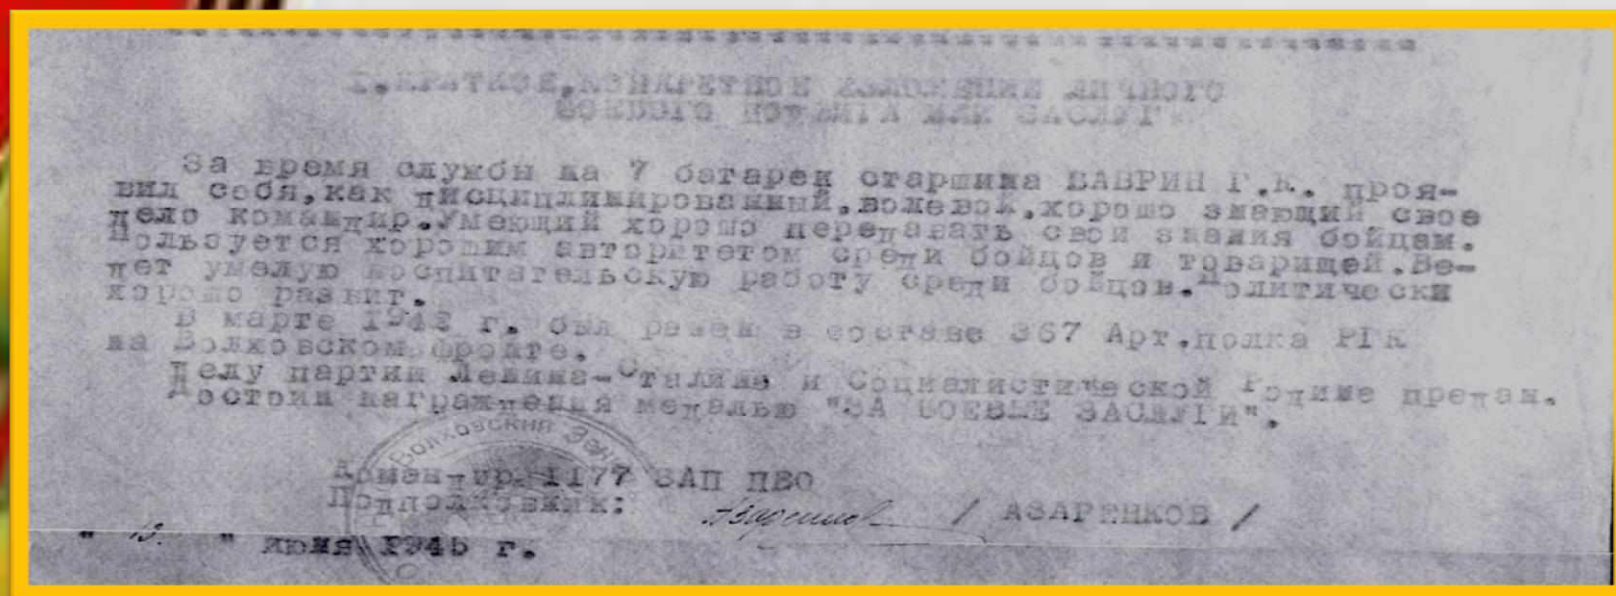 I.КРАТКОЕ,КОНКРЕТНОЕ ИЗЛОЖЕНИЕ ЛИЧНОГО
БОЕВОГО ПОДВИГА ИЛИ ЗАСЛУГ
За время службы на 7 батареи старшина БАВРИН Г.К. проя-
вил себя,как дисциплинированный,волевой,хорошо знающий свое
дело командир.Умеющий хорошо передавать свои знания бойцам.
Пользуется хорошим авторитетом среди бойцов и товарищей.Ве-
дет умелую воспитательскую работу среди бойцов.Политически
хорошо развит.
В марте 1942 г. был ранен в составе 367 Арт.полка РГК
на Волховском фронте.
Делу партии Ленина-Сталина и Социалистической Родине предан.
Достоин награждения медалью "ЗА БОЕВЫЕ ЗАСЛУГИ".
Волховский
Командир 1177 ЗАП ПВО
Подполковник: / АЗАРЕНКОВ /
" 13. " июня 1945 г.